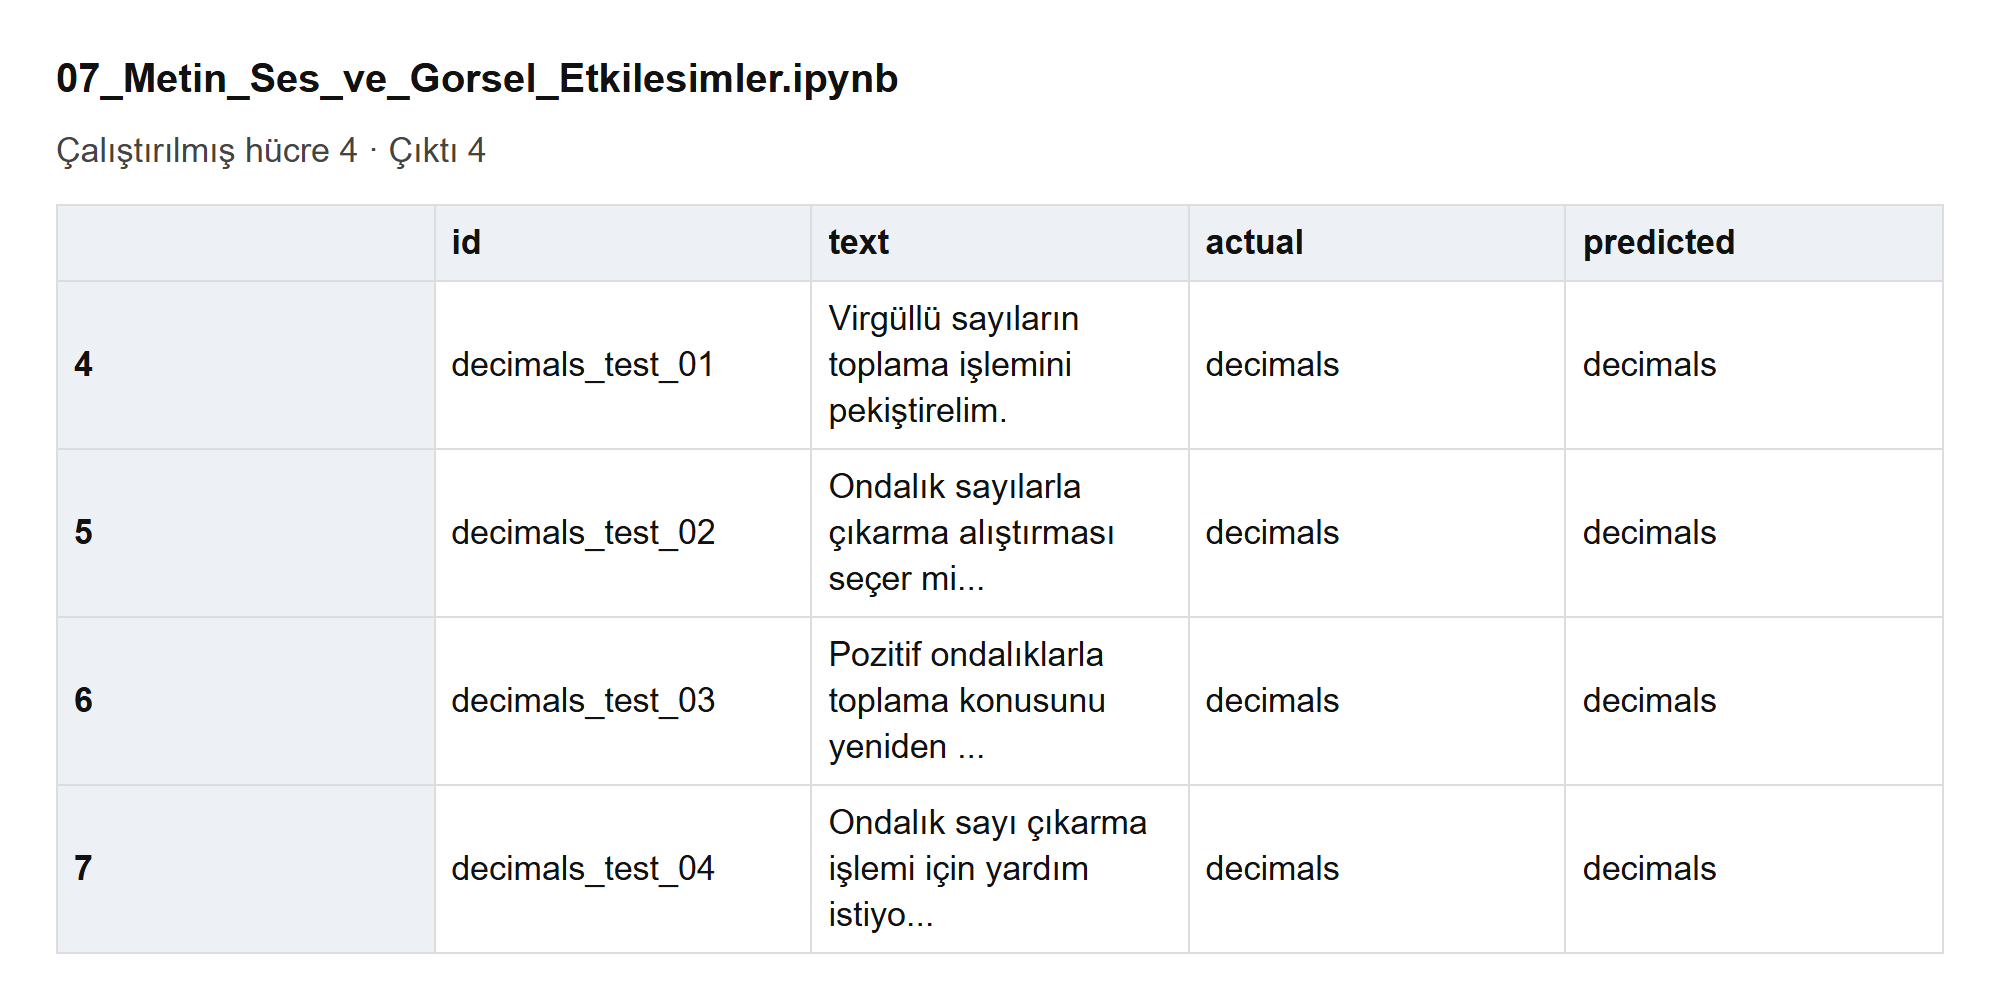 07_Metin_Ses_ve_Gorsel_Etkilesimler.ipynb
Çalıştırılmış hücre 4 · Çıktı 4
id text actual predicted
4 decimals_test_01 Virgüllü sayıların toplama işlemini pekiştirelim. decimals decimals
5 decimals_test_02 Ondalık sayılarla çıkarma alıştırması seçer mi... decimals decimals
6 decimals_test_03 Pozitif ondalıklarla toplama konusunu yeniden ... decimals decimals
7 decimals_test_04 Ondalık sayı çıkarma işlemi için yardım istiyo... decimals decimals